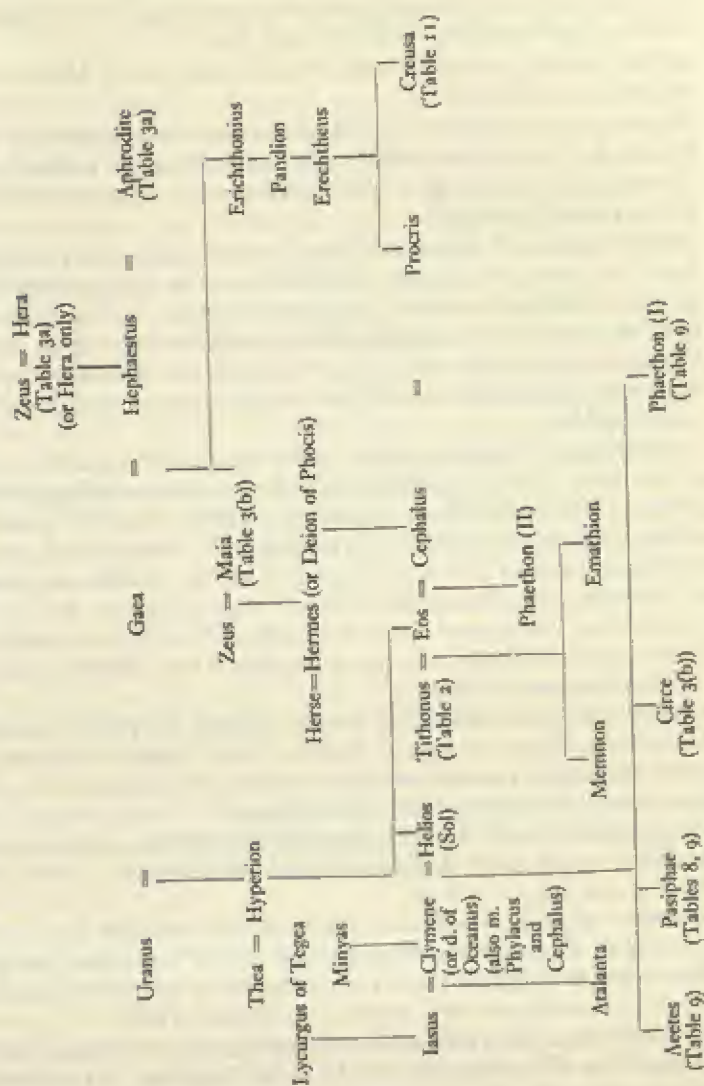 Zeus = Hera
(Table 3a)
(or Hera only)
Uranus = Gaea = Hephaestus = Aphrodite
(Table 3a)
Zeus = Maia
(Table 3(b))
Erichthonius
Thea = Hyperion
Pandion
Lycurgus of Tegea
Herse=Hermes (or Deion of Phocis)
Erechtheus
Minyas
Iasus =Clymene = Helios Tithonus = Eos = Cephalus = Procris Creusa
(or d. of (Sol) (Table 2) (Table 11)
Oceanus)
(also m.
Phylacus
and
Cephalus)
Phaethon (II)
Atalanta Memnon Emathion
Aeetes Pasiphae Circe Phaethon (I)
(Table 9) (Tables 8, 9) (Table 3(b)) (Table 9)